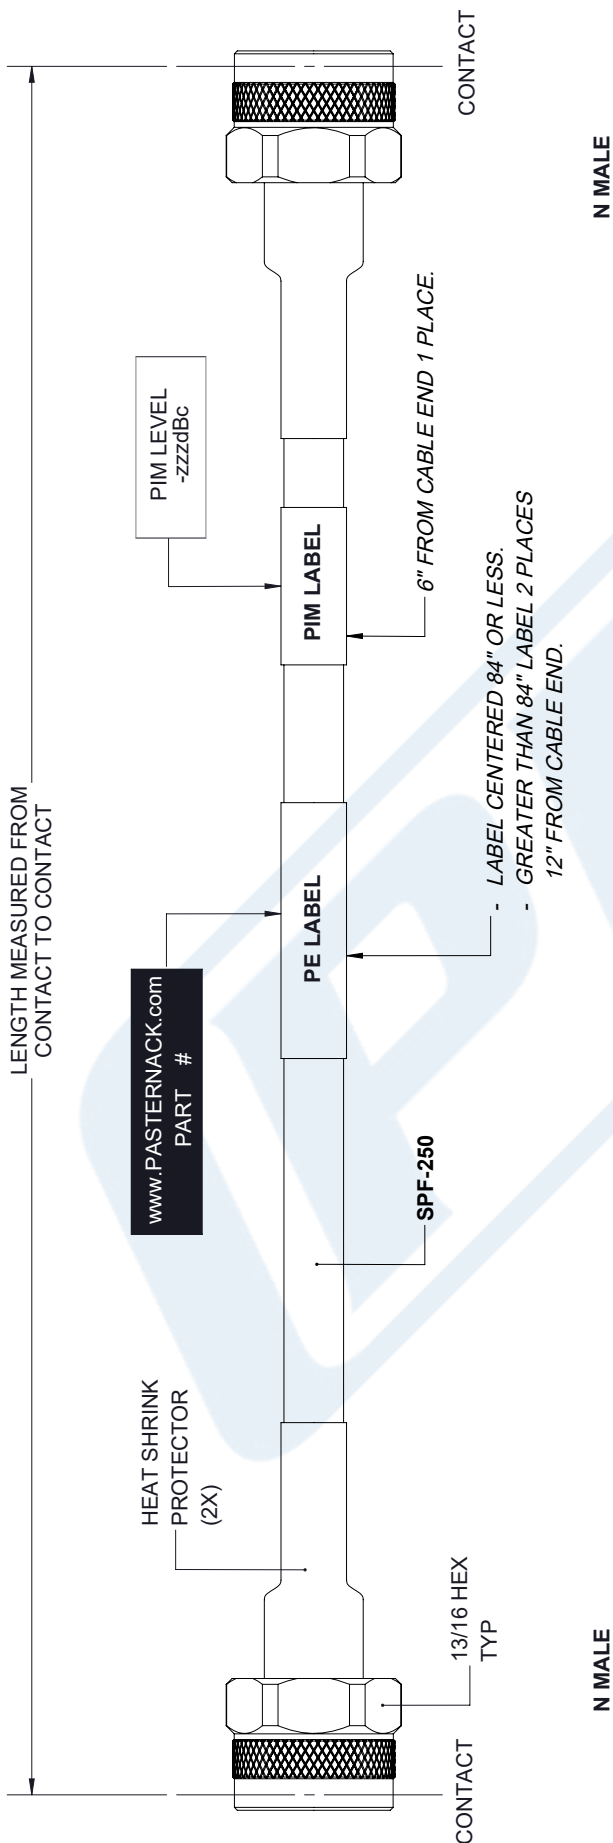 LENGTH MEASURED FROM
CONTACT TO CONTACT
HEAT SHRINK
PROTECTOR
(2X)
www.PASTERNACK.com
PART #
PIM LEVEL
-zzzdBc
PE LABEL
PIM LABEL
13/16 HEX
TYP
SPF-250
6" FROM CABLE END 1 PLACE.
- LABEL CENTERED 84" OR LESS.
- GREATER THAN 84" LABEL 2 PLACES
12" FROM CABLE END.
CONTACT
CONTACT
N MALE
N MALE